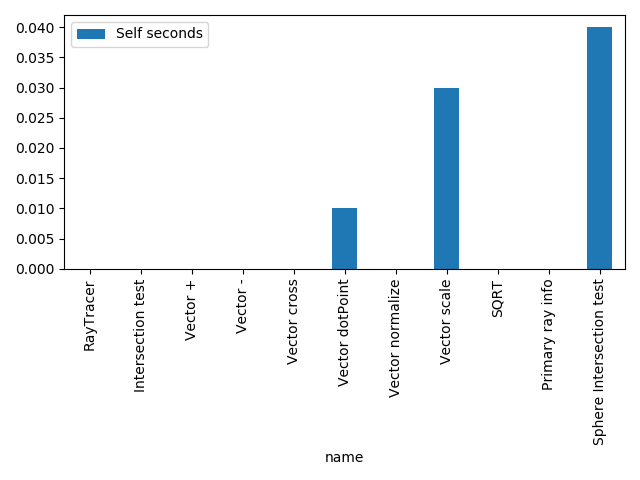 Self seconds
0.040
0.035
0.030
0.025
0.020
0.015
0.010
0.005
0.000
RayTracer
Intersection test
Vector +
Vector -
Vector cross
Vector dotPoint
Vector normalize
Vector scale
SQRT
Primary ray info
Sphere Intersection test
name